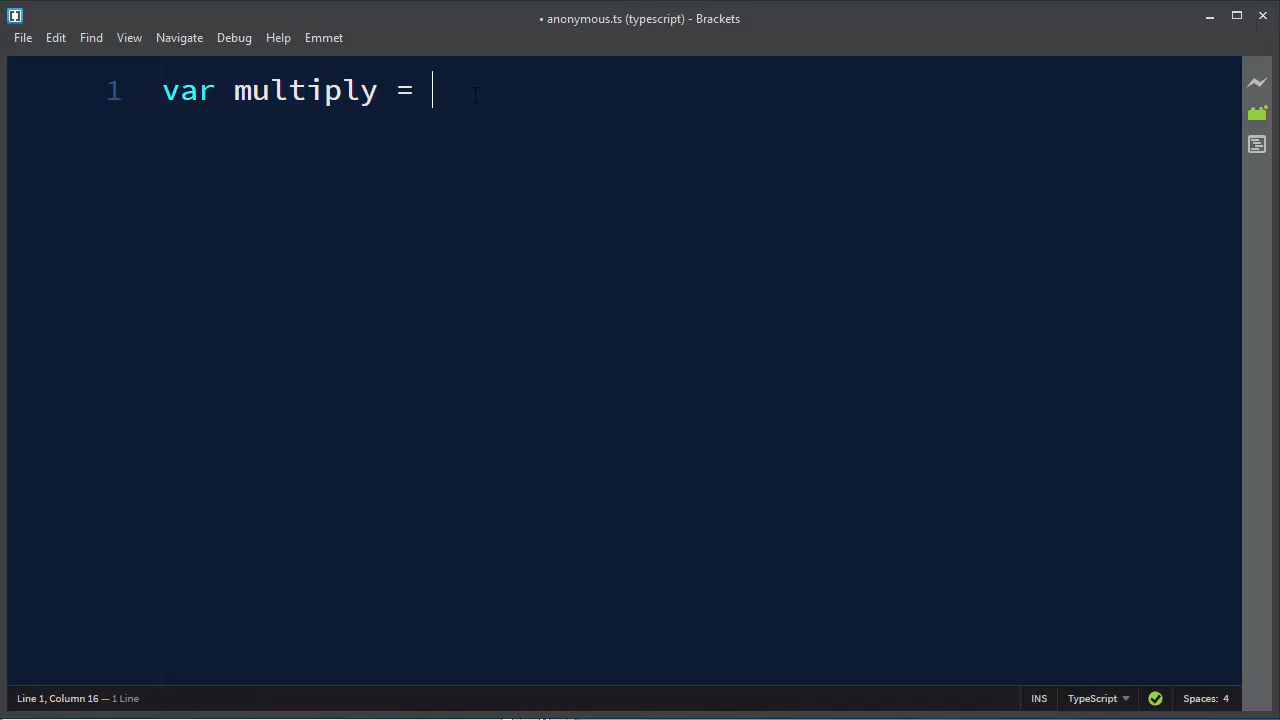 • anonymous.ts (typescript) - Brackets
File Edit Find View Navigate Debug Help Emmet
1 var multiply =
Line 1, Column 16 — 1 Line INS TypeScript Spaces: 4